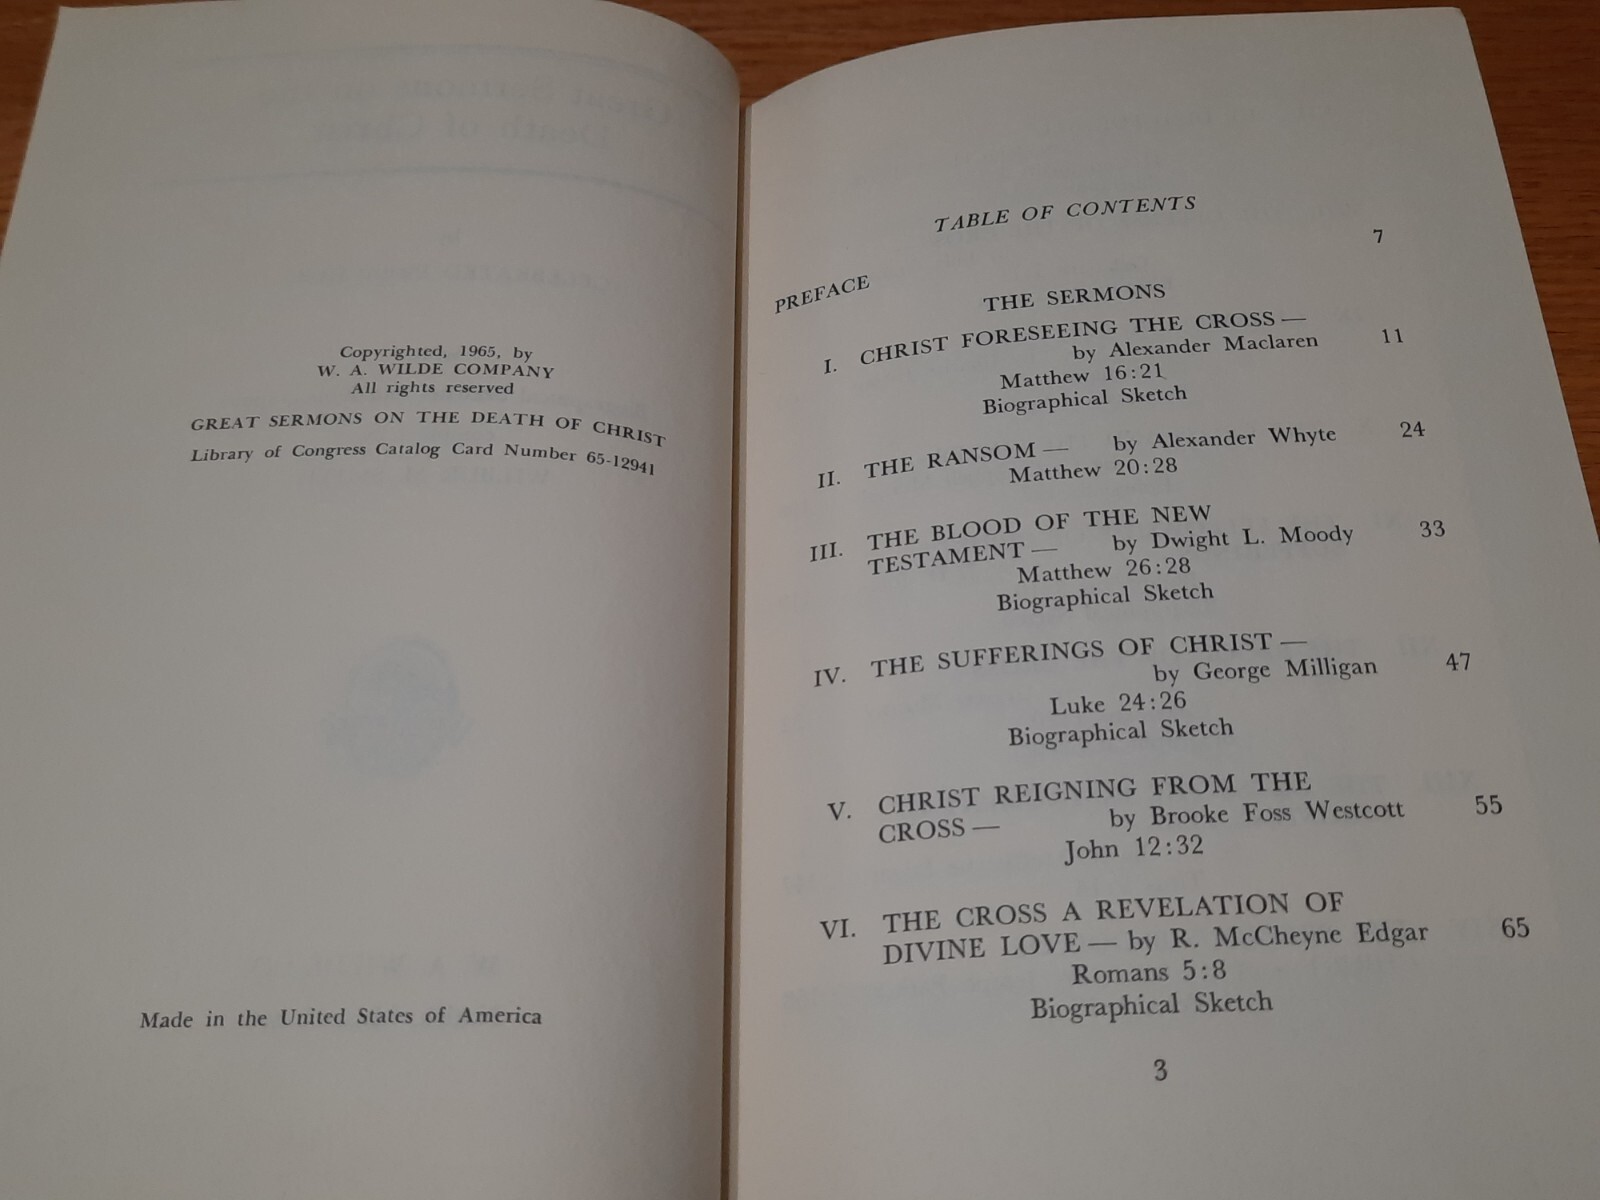 Copyrighted, 1965, by
W. A. WILDE COMPANY
All rights reserved
GREAT SERMONS ON THE DEATH OF CHRIST
Library of Congress Catalog Card Number 65-12941
Made in the United States of America
TABLE OF CONTENTS
PREFACE 7
THE SERMONS
I. CHRIST FORESEEING THE CROSS —
by Alexander Maclaren 11
Matthew 16:21
Biographical Sketch
II. THE RANSOM — by Alexander Whyte 24
Matthew 20:28
III. THE BLOOD OF THE NEW
TESTAMENT — by Dwight L. Moody 33
Matthew 26:28
Biographical Sketch
IV. THE SUFFERINGS OF CHRIST —
by George Milligan 47
Luke 24:26
Biographical Sketch
V. CHRIST REIGNING FROM THE
CROSS — by Brooke Foss Westcott 55
John 12:32
VI. THE CROSS A REVELATION OF
DIVINE LOVE — by R. McCheyne Edgar 65
Romans 5:8
Biographical Sketch
3